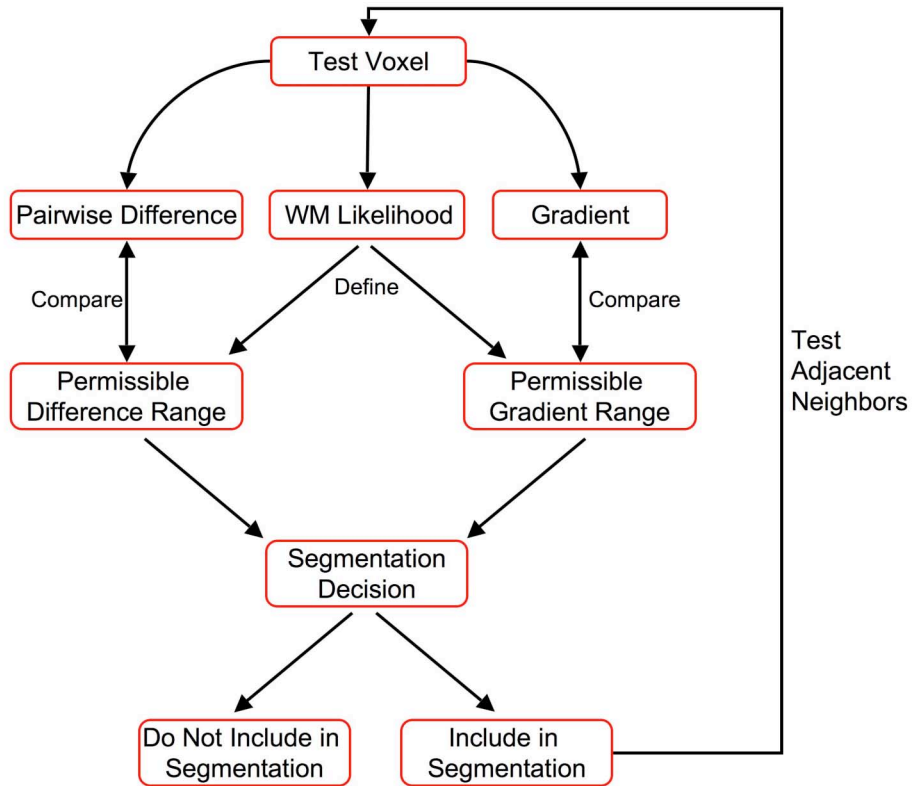 Test Voxel
Pairwise Difference
WM Likelihood
Gradient
Compare
Define
Compare
Permissible
Difference Range
Permissible
Gradient Range
Test
Adjacent
Neighbors
Segmentation
Decision
Do Not Include in
Segmentation
Include in
Segmentation